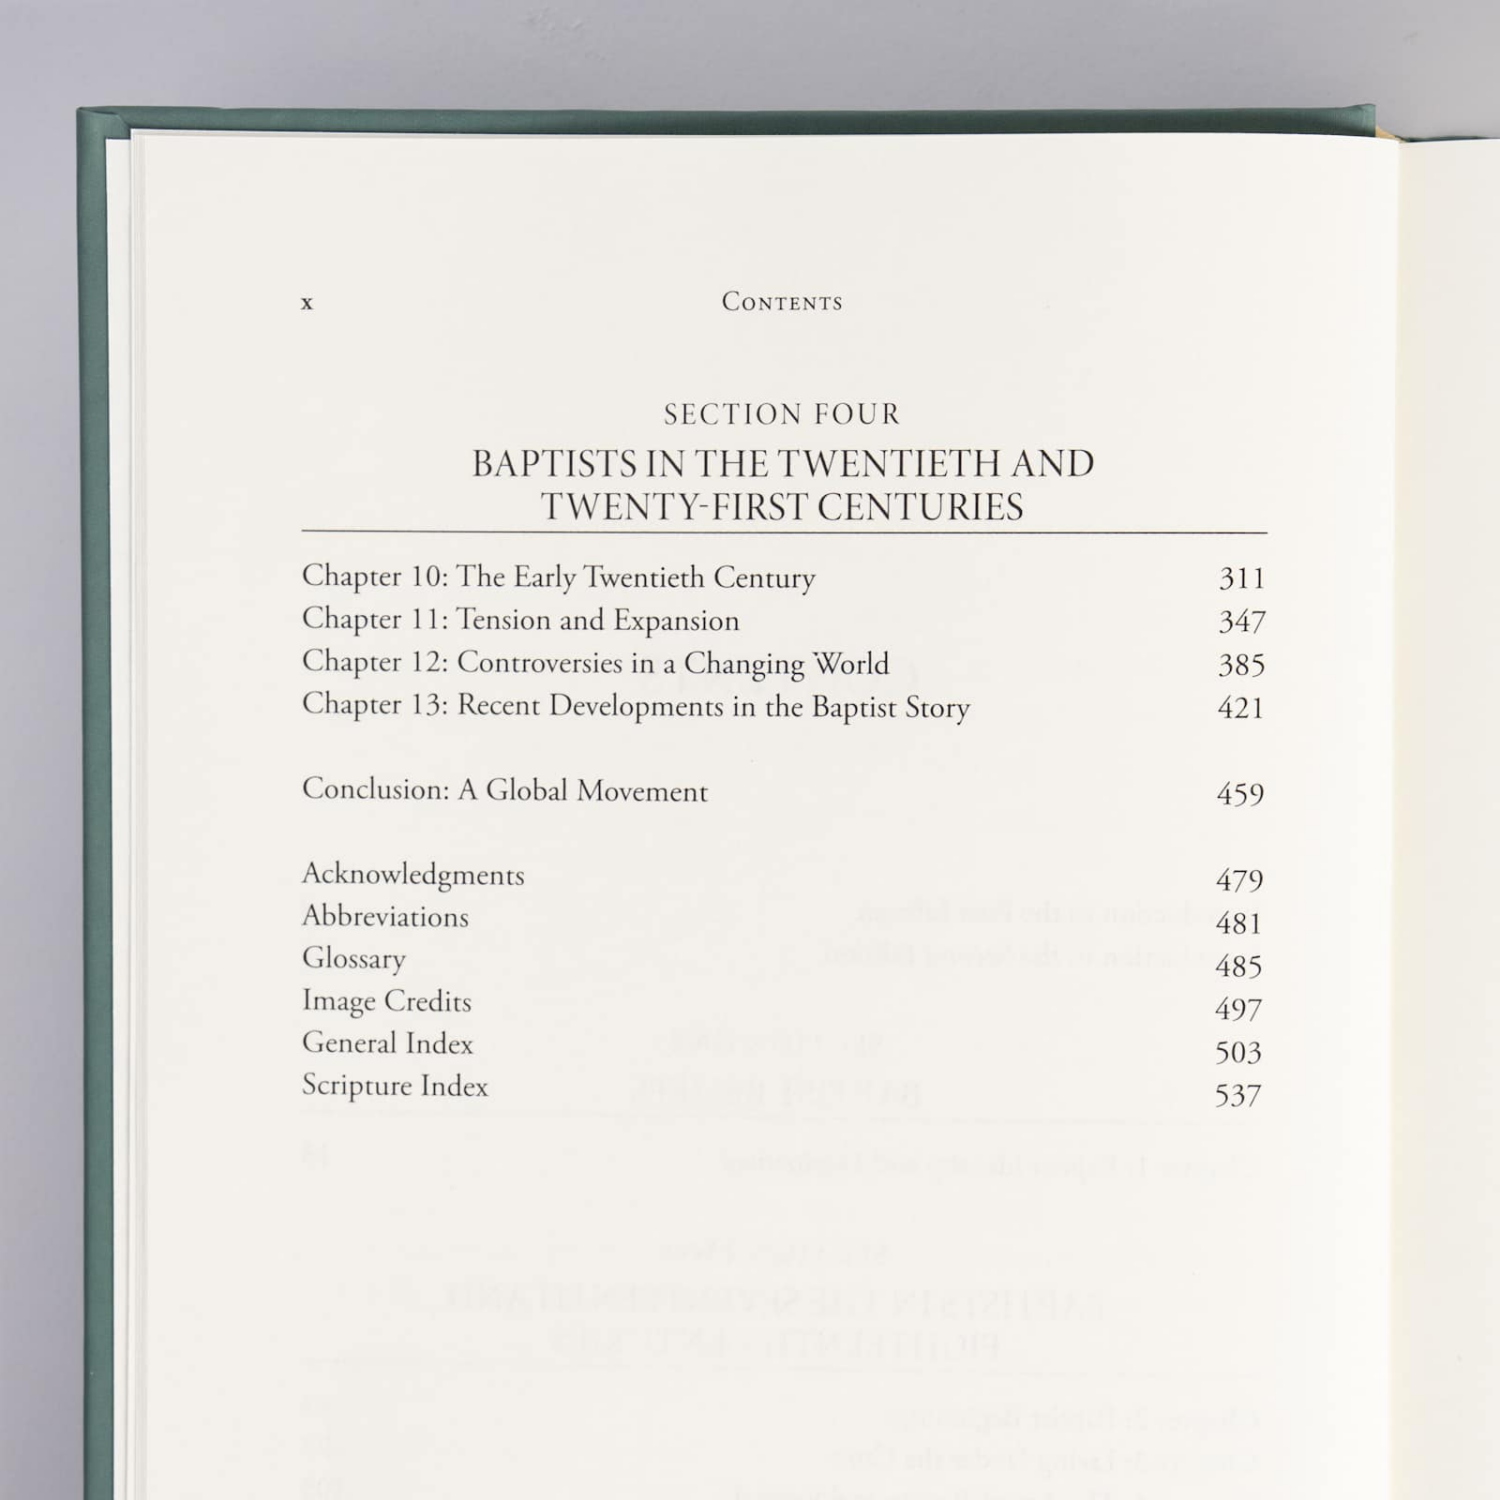 x Contents
SECTION FOUR
BAPTISTS IN THE TWENTIETH AND
TWENTY-FIRST CENTURIES
Chapter 10: The Early Twentieth Century 311
Chapter 11: Tension and Expansion 347
Chapter 12: Controversies in a Changing World 385
Chapter 13: Recent Developments in the Baptist Story 421
Conclusion: A Global Movement 459
Acknowledgments 479
Abbreviations 481
Glossary 485
Image Credits 497
General Index 503
Scripture Index 537